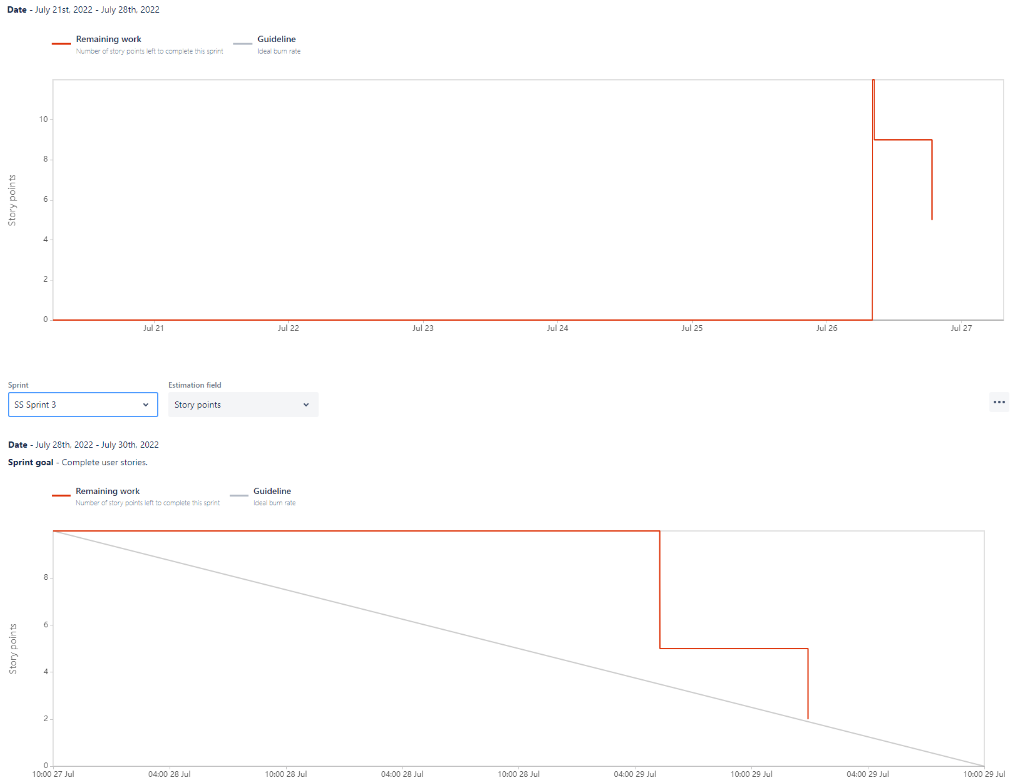 Date - July 21st, 2022 - July 28th, 2022
Remaining work
Number of story points left to complete this sprint
Guideline
Ideal burn rate
Story points
10
8
6
4
2
0
Jul 21
Jul 22
Jul 23
Jul 24
Jul 25
Jul 26
Jul 27
Sprint
Estimation field
SS Sprint 3
Story points
Date - July 28th, 2022 - July 30th, 2022
Sprint goal - Complete user stories.
Remaining work
Number of story points left to complete this sprint
Guideline
Ideal burn rate
Story points
8
6
4
2
0
10:00 27 Jul
04:00 28 Jul
10:00 28 Jul
04:00 28 Jul
10:00 28 Jul
04:00 29 Jul
10:00 29 Jul
04:00 29 Jul
10:00 29 Jul